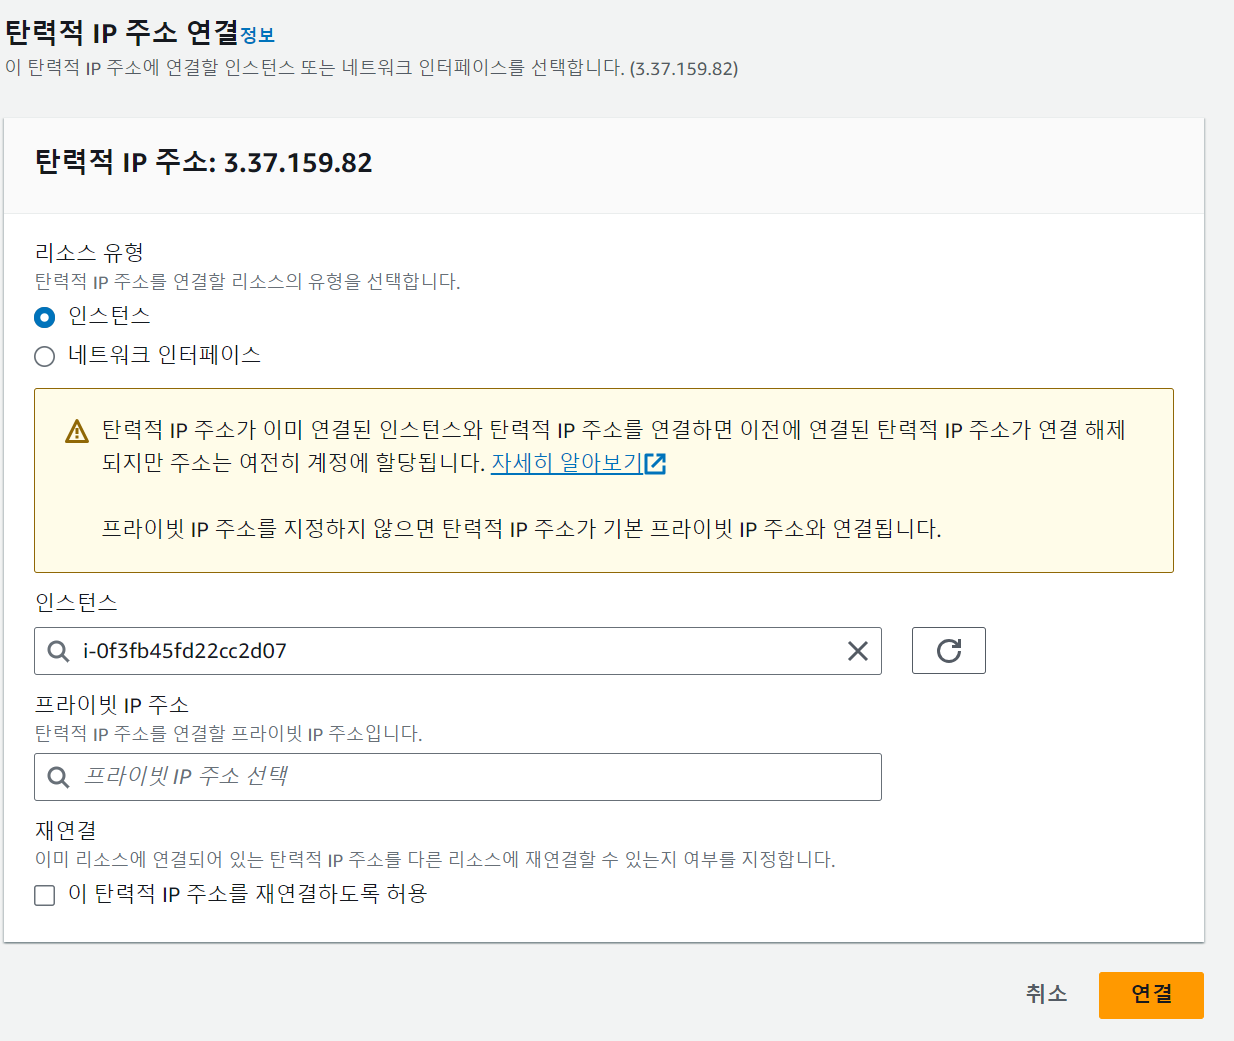 탄력적 IP 주소 연결정보
이 탄력적 IP 주소에 연결할 인스턴스 또는 네트워크 인터페이스를 선택합니다. (3.37.159.82)
탄력적 IP 주소: 3.37.159.82
리소스 유형
탄력적 IP 주소를 연결할 리소스의 유형을 선택합니다.
인스턴스
네트워크 인터페이스
탄력적 IP 주소가 이미 연결된 인스턴스와 탄력적 IP 주소를 연결하면 이전에 연결된 탄력적 IP 주소가 연결 해제
되지만 주소는 여전히 계정에 할당됩니다. 자세히 알아보기
프라이빗 IP 주소를 지정하지 않으면 탄력적 IP 주소가 기본 프라이빗 IP 주소와 연결됩니다.
인스턴스
i-0f3fb45fd22cc2d07
프라이빗 IP 주소
탄력적 IP 주소를 연결할 프라이빗 IP 주소입니다.
프라이빗 IP 주소 선택
재연결
이미 리소스에 연결되어 있는 탄력적 IP 주소를 다른 리소스에 재연결할 수 있는지 여부를 지정합니다.
이 탄력적 IP 주소를 재연결하도록 허용
취소
연결